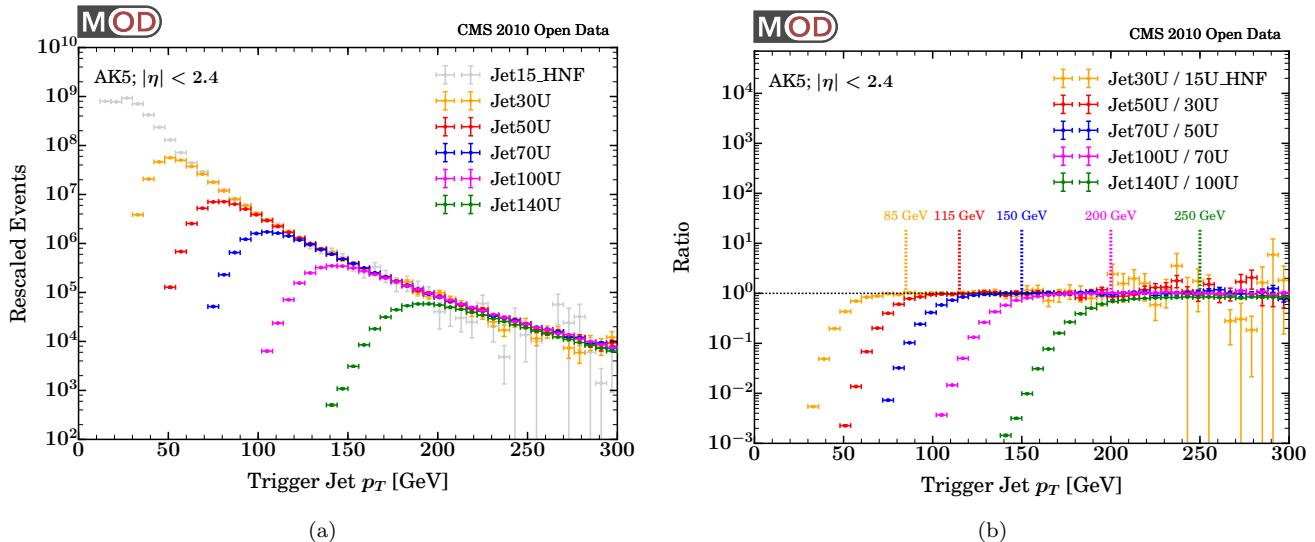 MOD
CMS 2010 Open Data
10^9
10^10
AK5; |η| < 2.4
Jet15_HNF
Jet30U
Jet50U
Jet70U
Jet100U
Jet140U
10^8
10^7
10^6
10^5
10^4
10^3
10^2
Rescaled Events
0 50 100 150 200 250 300
Trigger Jet p_T [GeV]
(a)
MOD
CMS 2010 Open Data
AK5; |η| < 2.4
Jet30U / 15U_HNF
Jet50U / 30U
Jet70U / 50U
Jet100U / 70U
Jet140U / 100U
85 GeV 115 GeV 150 GeV 200 GeV 250 GeV
10^4
10^3
10^2
10^1
10^0
10^-1
10^-2
10^-3
Ratio
0 50 100 150 200 250 300
Trigger Jet p_T [GeV]
(b)